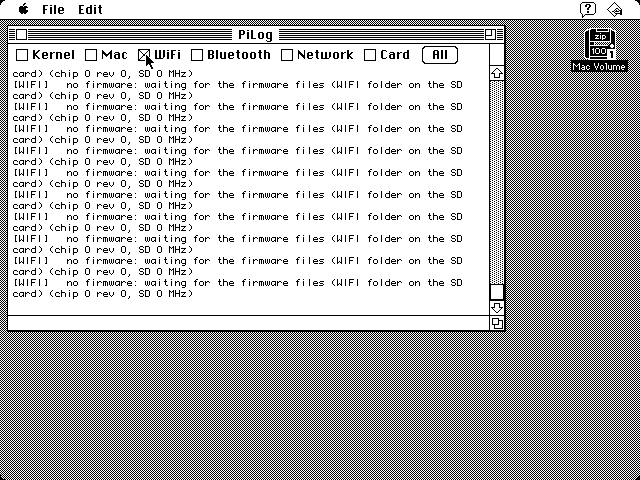 File Edit
PiLog
Kernel Mac WiFi Bluetooth Network Card All
card) (chip 0 rev 0, SD 0 MHz)
[WIFI] no firmware: waiting for the firmware files (WIFI folder on the SD
card) (chip 0 rev 0, SD 0 MHz)
[WIFI] no firmware: waiting for the firmware files (WIFI folder on the SD
card) (chip 0 rev 0, SD 0 MHz)
[WIFI] no firmware: waiting for the firmware files (WIFI folder on the SD
card) (chip 0 rev 0, SD 0 MHz)
[WIFI] no firmware: waiting for the firmware files (WIFI folder on the SD
card) (chip 0 rev 0, SD 0 MHz)
[WIFI] no firmware: waiting for the firmware files (WIFI folder on the SD
card) (chip 0 rev 0, SD 0 MHz)
[WIFI] no firmware: waiting for the firmware files (WIFI folder on the SD
card) (chip 0 rev 0, SD 0 MHz)
[WIFI] no firmware: waiting for the firmware files (WIFI folder on the SD
card) (chip 0 rev 0, SD 0 MHz)
[WIFI] no firmware: waiting for the firmware files (WIFI folder on the SD
card) (chip 0 rev 0, SD 0 MHz)
[WIFI] no firmware: waiting for the firmware files (WIFI folder on the SD
card) (chip 0 rev 0, SD 0 MHz)
[WIFI] no firmware: waiting for the firmware files (WIFI folder on the SD
card) (chip 0 rev 0, SD 0 MHz)
zip
100
1
Mac Volume